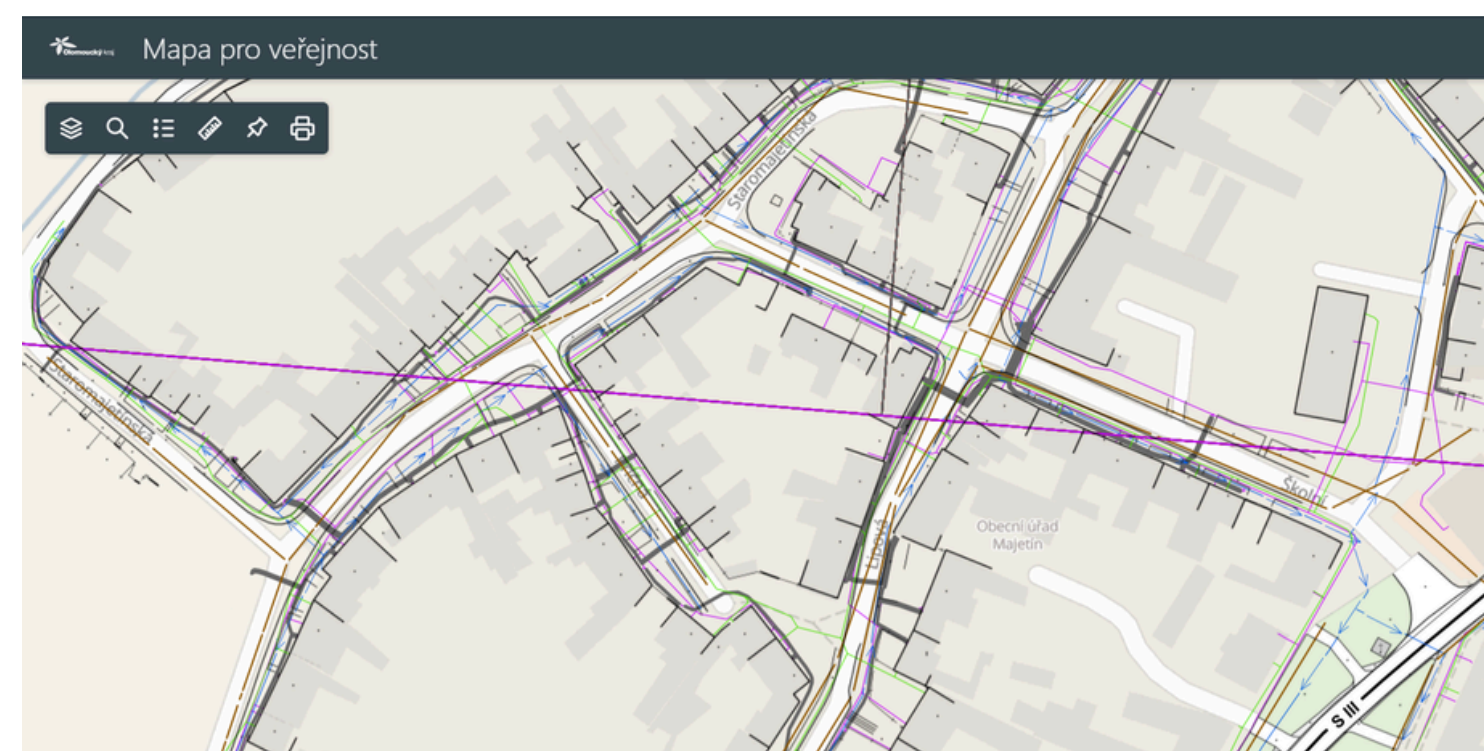 Olomoucký kraj
Mapa pro veřejnost
Staromajetínská
Staromajetínská
Lipová
Obecní úřad
Majetín
Školní
S III